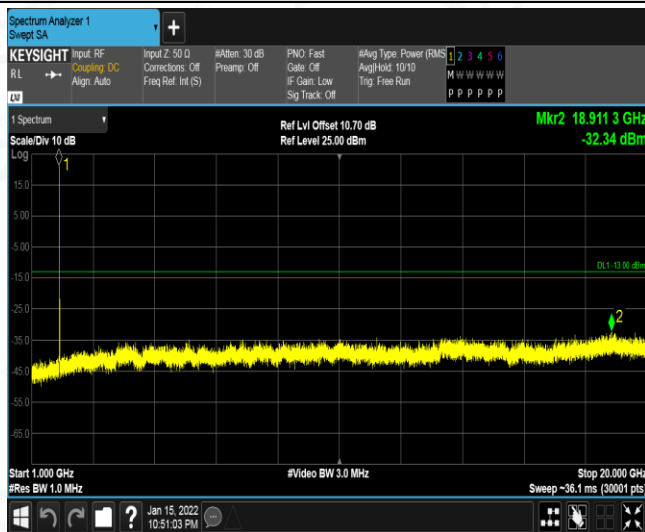 Spectrum Analyzer 1
Swept SA
+
KEYSIGHT
RL
LXI
Input: RF
Coupling: DC
Align: Auto
Input Z: 50 Ω
Corrections: Off
Freq Ref: Int (S)
#Atten: 30 dB
Preamp: Off
PNO: Fast
Gate: Off
IF Gain: Low
Sig Track: Off
#Avg Type: Power (RMS
Avg|Hold: 10/10
Trig: Free Run
1 2 3 4 5 6
M W W W W W
P P P P P P
1 Spectrum
Scale/Div 10 dB
Ref Lvl Offset 10.70 dB
Ref Level 25.00 dBm
Mkr2 18.911 3 GHz
-32.34 dBm
Log
1
15.0
5.00
-5.00
DL1 -13.00 dBm
-15.0
-25.0
2
-35.0
-45.0
-55.0
-65.0
Start 1.000 GHz
#Res BW 1.0 MHz
#Video BW 3.0 MHz
Stop 20.000 GHz
Sweep ~36.1 ms (30001 pts)
?
Jan 15, 2022
10:51:03 PM